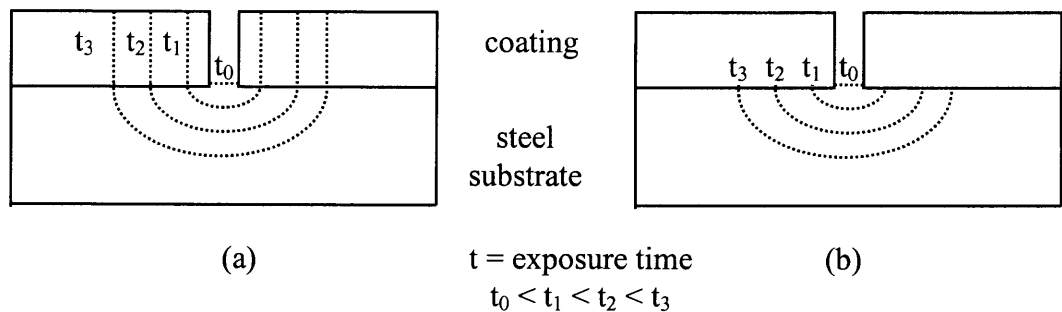 t₃ t₂ t₁ t₀
coating
t₃ t₂ t₁ t₀
steel
substrate
(a)
t = exposure time
(b)
t₀ < t₁ < t₂ < t₃